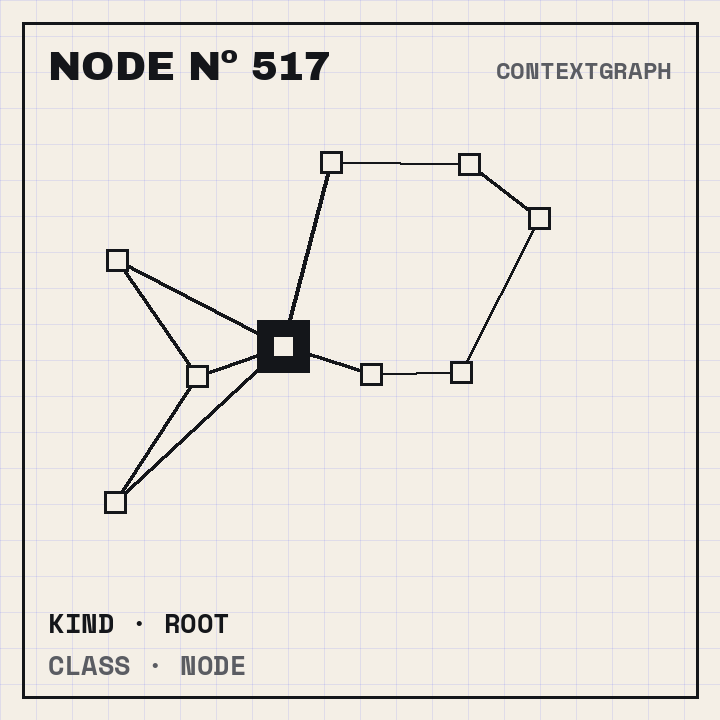 NODE Nº 517
CONTEXTGRAPH
KIND · ROOT
CLASS · NODE